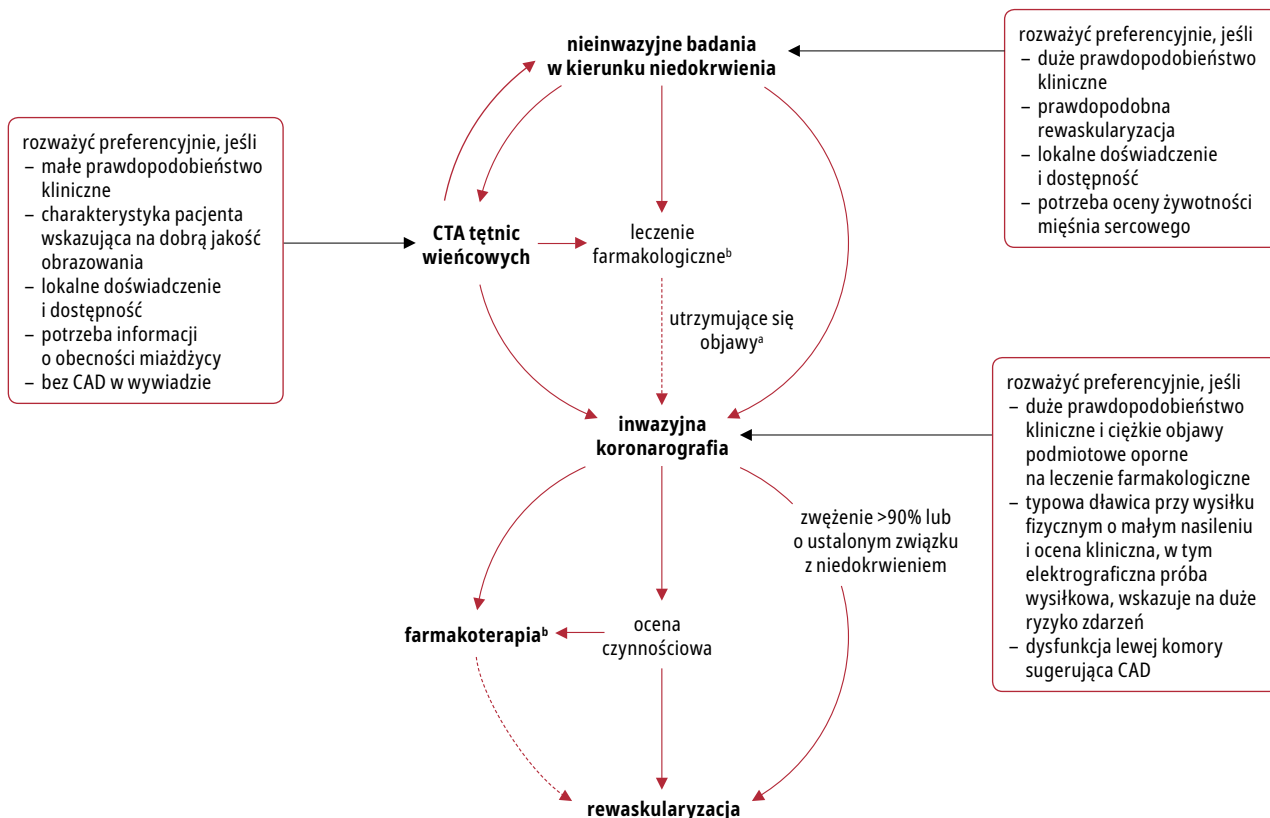 nieinwazyjne badania
w kierunku niedokrwienia
rozważyć preferencyjnie, jeśli
– duże prawdopodobieństwo
kliniczne
– prawdopodobna
rewaskularyzacja
– lokalne doświadczenie
i dostępność
– potrzeba oceny żywotności
mięśnia sercowego
rozważyć preferencyjnie, jeśli
– małe prawdopodobieństwo
kliniczne
– charakterystyka pacjenta
wskazująca na dobrą jakość
obrazowania
– lokalne doświadczenie
i dostępność
– potrzeba informacji
o obecności miażdżycy
– bez CAD w wywiadzie
CTA tętnic
wieńcowych
leczenie
farmakologiczneᵇ
utrzymujące się
objawyᵃ
inwazyjna
koronarografia
rozważyć preferencyjnie, jeśli
– duże prawdopodobieństwo
kliniczne i ciężkie objawy
podmiotowe oporne
na leczenie farmakologiczne
– typowa dławica przy wysiłku
fizycznym o małym nasileniu
i ocena kliniczna, w tym
elektrograficzna próba
wysiłkowa, wskazuje na duże
ryzyko zdarzeń
– dysfunkcja lewej komory
sugerująca CAD
zwężenie >90% lub
o ustalonym związku
z niedokrwieniem
farmakoterapiaᵇ
ocena
czynnościowa
rewaskularyzacja